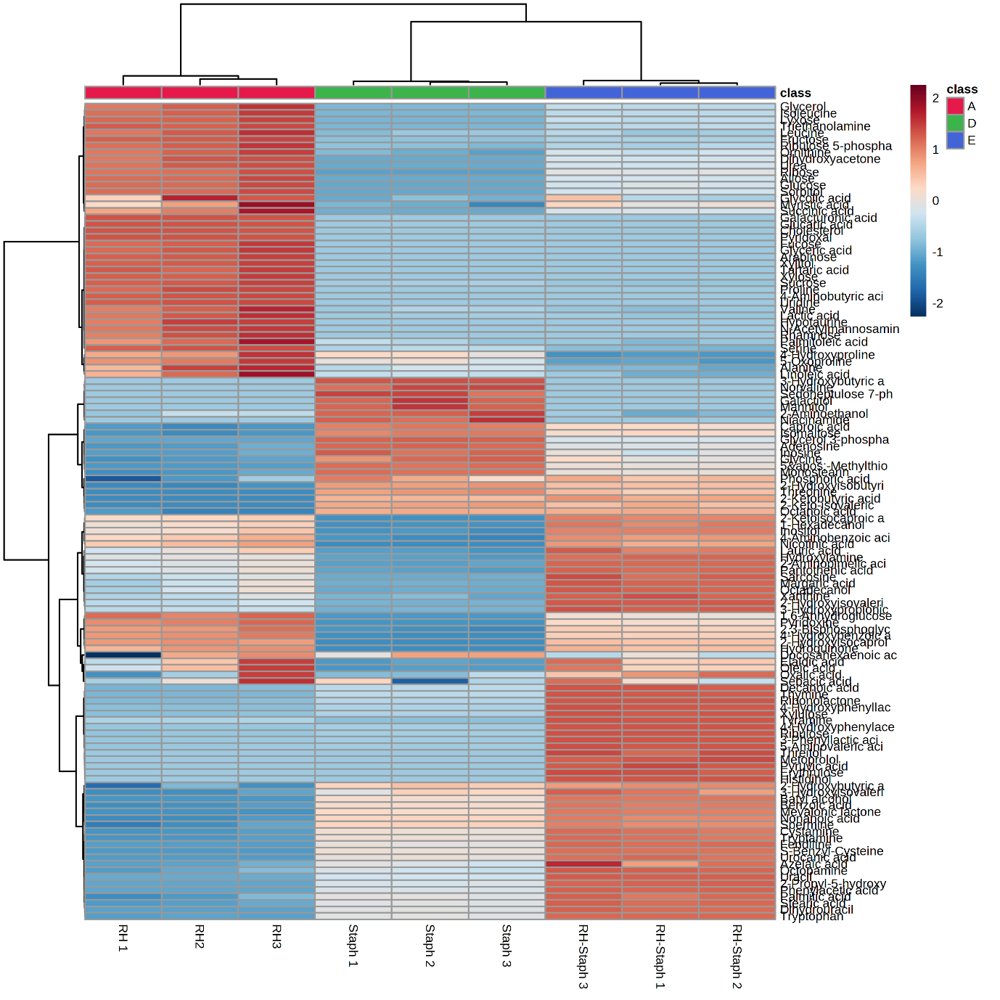 class
Glycerol
Isoleucine
Lyxose
Triethanolamine
Leucine
Fructose
Ribulose 5-phospha
Ornithine
Dihydroxyacetone
Urea
Ribose
Allose
Glucose
Sorbitol
Glycolic acid
Myristic acid
Succinic acid
Galacturonic acid
Glucaric acid
Cholesterol
Pyridoxal
Fucose
Glyceric acid
Arabinose
Xylitol
Tartaric acid
Xylose
Sucrose
Proline
4-Aminobutyric aci
Uridine
Valine
Lactic acid
Hypotaurine
N-Acetylmannosamin
Rhamnose
Palmitoleic acid
Serine
4-Hydroxyproline
5-Oxoproline
Alanine
Linoleic acid
3-Hydroxybutyric a
Norvaline
Sedoheptulose 7-ph
Galactitol
Mannitol
2-Aminoethanol
Niacinamide
Caproic acid
Isomaltose
Glycerol 3-phospha
Adenosine
Inosine
Glycine
5&apos;-Methylthio
Monostearin
Phosphoric acid
2-Hydroxyisobutyri
Threonine
2-Ketobutyric acid
2-Keto-isovaleric
Octanoic acid
2-Ketoisocaproic a
1-Hexadecanol
Inositol
4-Aminobenzoic aci
Nicotinic acid
Lauric acid
Hydroxylamine
2-Aminopimelic aci
Pantothenic acid
Sarcosine
Margaric acid
Octadecanol
Xanthine
2-Hydroxyisovaleri
3-Hydroxypropionic
1,6-Anhydroglucose
Pyridoxine
2,3-Bisphosphoglyc
4-Hydroxybenzoic a
2-Hydroxyisocaproi
Hydroquinone
Docosahexaenoic ac
Elaidic acid
Oleic acid
Oxalic acid
Sebacic acid
Decanoic acid
Thymine
Ribonolactone
4-Hydroxyphenyllac
Xylulose
Tyramine
4-Hydroxyphenylace
Ribulose
3-Phenyllactic aci
5-Aminovaleric aci
Threitol
Metoprolol
Pyruvic acid
Erythrulose
Histidinol
2-Hydroxybutyric a
3-Hydroxyisovaleri
Batyl alcohol
Benzoic acid
Mevalonic lactone
Nonanoic acid
Spermine
Cystamine
Tryptamine
Fendiline
S-Benzyl-Cysteine
Urocanic acid
Azelaic acid
Octopamine
Uracil
2-Propyl-5-hydroxy
Phenylacetic acid
Palmitic acid
Stearic acid
Dihydrouracil
Tryptophan
RH 1
RH2
RH3
Staph 1
Staph 2
Staph 3
RH-Staph 3
RH-Staph 1
RH-Staph 2
2
1
0
-1
-2
class
A
D
E